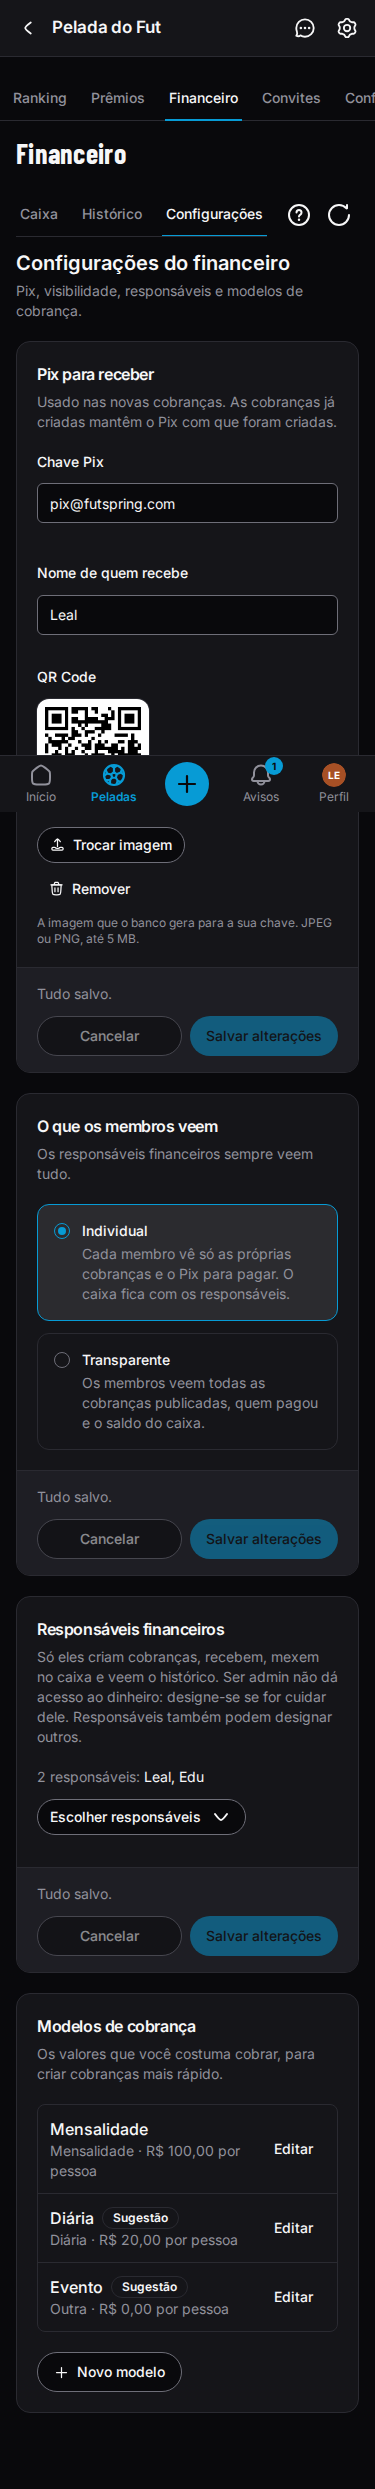 Pelada do Fut
Ranking Prêmios Financeiro Convites Conf
Financeiro
Caixa Histórico Configurações
Configurações do financeiro
Pix, visibilidade, responsáveis e modelos de
cobrança.
Pix para receber
Usado nas novas cobranças. As cobranças já
criadas mantêm o Pix com que foram criadas.
Chave Pix
pix@futspring.com
Nome de quem recebe
Leal
QR Code
1
LE
Início Peladas Avisos Perfil
Trocar imagem
Remover
A imagem que o banco gera para a sua chave. JPEG
ou PNG, até 5 MB.
Tudo salvo.
Cancelar Salvar alterações
O que os membros veem
Os responsáveis financeiros sempre veem
tudo.
Individual
Cada membro vê só as próprias
cobranças e o Pix para pagar. O
caixa fica com os responsáveis.
Transparente
Os membros veem todas as
cobranças publicadas, quem pagou
e o saldo do caixa.
Tudo salvo.
Cancelar Salvar alterações
Responsáveis financeiros
Só eles criam cobranças, recebem, mexem
no caixa e veem o histórico. Ser admin não dá
acesso ao dinheiro: designe-se se for cuidar
dele. Responsáveis também podem designar
outros.
2 responsáveis: Leal, Edu
Escolher responsáveis
Tudo salvo.
Cancelar Salvar alterações
Modelos de cobrança
Os valores que você costuma cobrar, para
criar cobranças mais rápido.
Mensalidade
Mensalidade · R$ 100,00 por
pessoa
Editar
Diária Sugestão
Diária · R$ 20,00 por pessoa
Editar
Evento Sugestão
Outra · R$ 0,00 por pessoa
Editar
Novo modelo